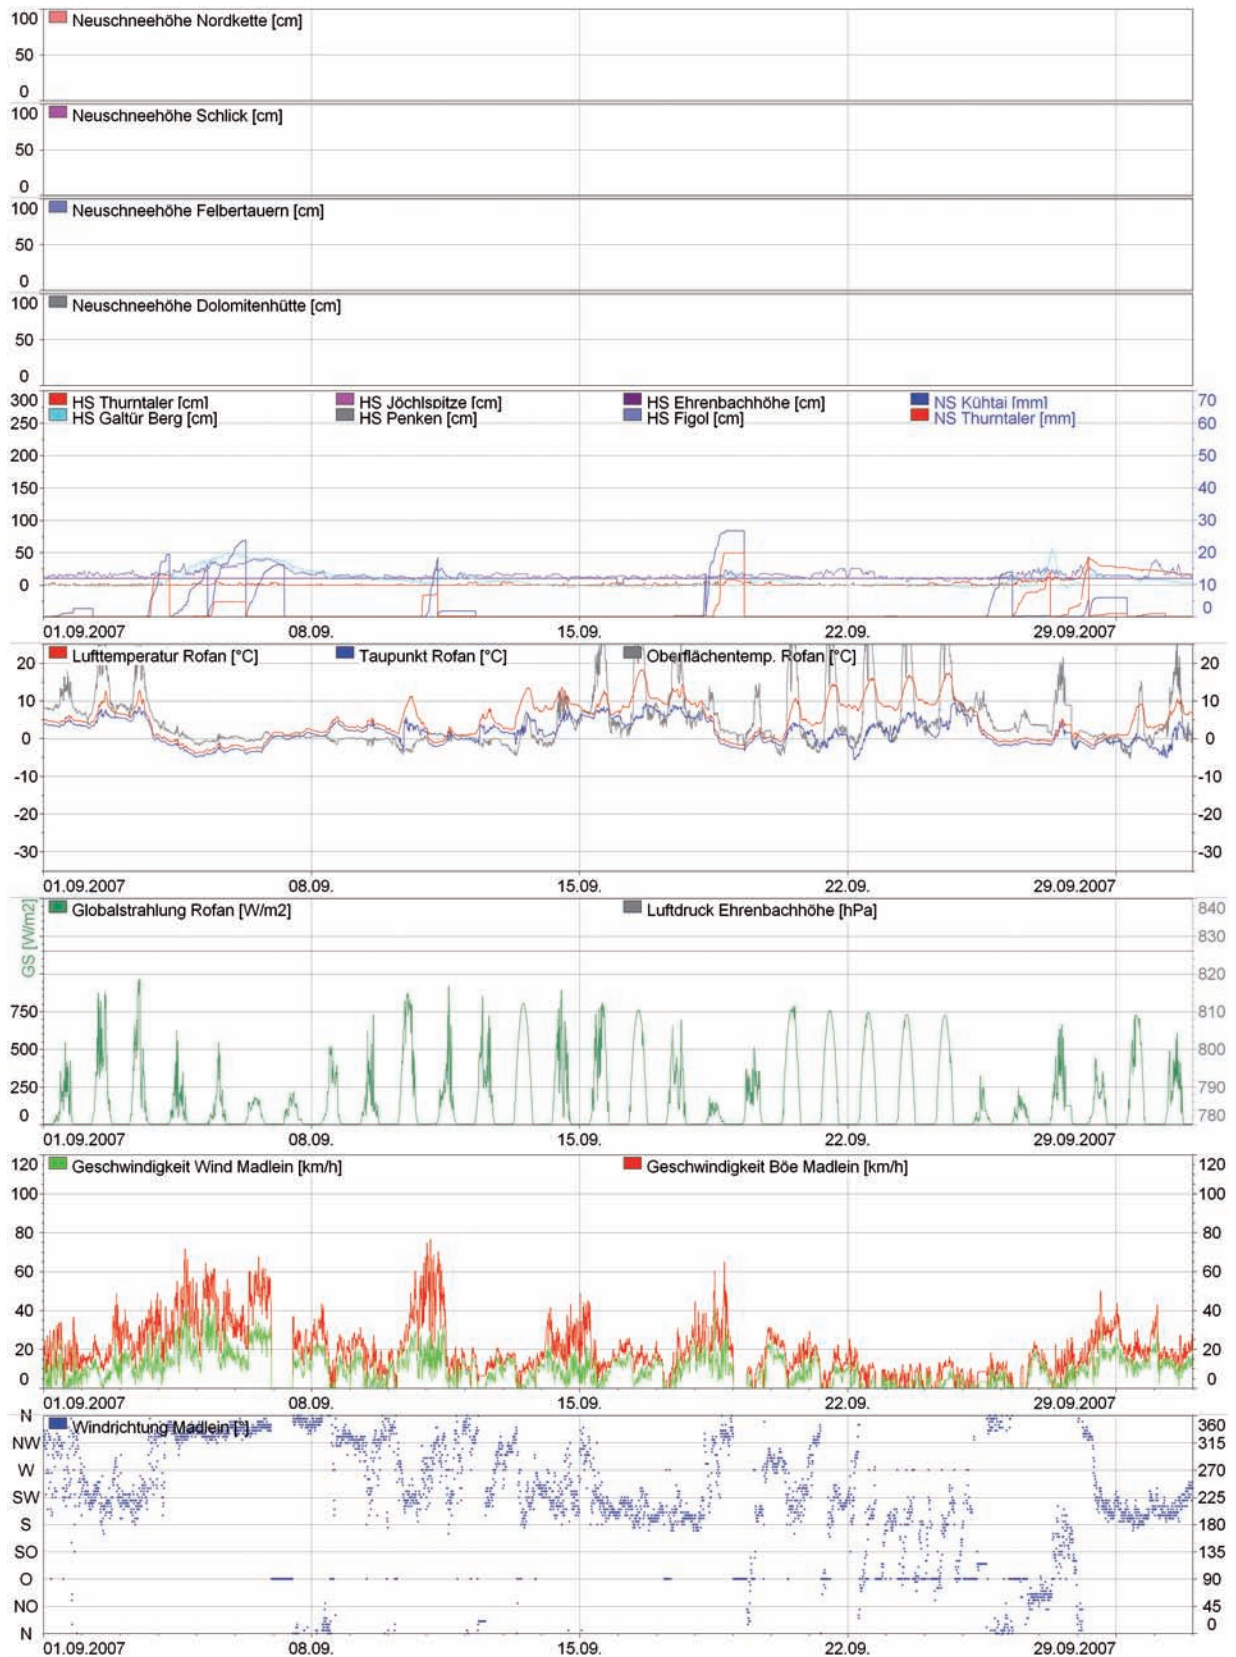 100 Neuschneehöhe Nordkette [cm]
50
0
100 Neuschneehöhe Schlick [cm]
50
0
100 Neuschneehöhe Felbertauern [cm]
50
0
100 Neuschneehöhe Dolomitenhütte [cm]
50
0
300 HS Thurntaler [cm] HS Jöchlspitze [cm] HS Ehrenbachhöhe [cm] NS Kühtai [mm] 70
250 HS Galtür Berg [cm] HS Penken [cm] HS Figol [cm] NS Thurntaler [mm] 60
200 50
150 40
100 30
50 20
0 10
0
01.09.2007 08.09. 15.09. 22.09. 29.09.2007
20 Lufttemperatur Rofan [°C] Taupunkt Rofan [°C] Oberflächentemp. Rofan [°C] 20
10 10
0 0
-10 -10
-20 -20
-30 -30
01.09.2007 08.09. 15.09. 22.09. 29.09.2007
GS [W/m2] Globalstrahlung Rofan [W/m2] Luftdruck Ehrenbachhöhe [hPa] 840
830
820
750 810
500 800
250 790
0 780
01.09.2007 08.09. 15.09. 22.09. 29.09.2007
120 Geschwindigkeit Wind Madlein [km/h] Geschwindigkeit Böe Madlein [km/h] 120
100 100
80 80
60 60
40 40
20 20
0 0
01.09.2007 08.09. 15.09. 22.09. 29.09.2007
N Windrichtung Madlein [°] 360
NW 315
W 270
SW 225
S 180
SO 135
O 90
NO 45
N 0
01.09.2007 08.09. 15.09. 22.09. 29.09.2007